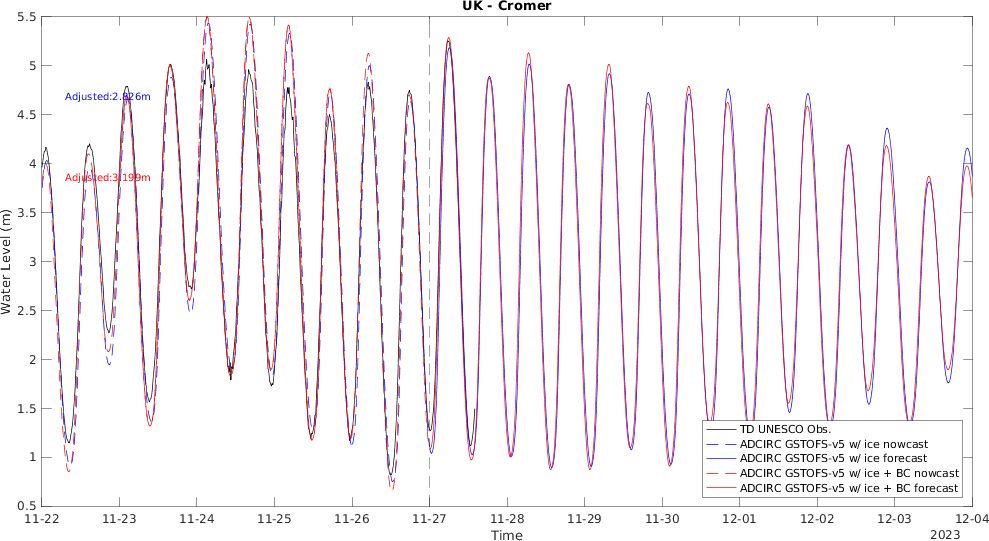 UK - Cromer
5.5
5
4.5
4
3.5
3
2.5
2
1.5
1
0.5
Water Level (m)
Adjusted:2.926m
Adjusted:3.199m
11-22
11-23
11-24
11-25
11-26
11-27
11-28
11-29
11-30
12-01
12-02
12-03
12-04
2023
Time
TD UNESCO Obs.
ADCIRC GSTOFS-v5 w/ ice nowcast
ADCIRC GSTOFS-v5 w/ ice forecast
ADCIRC GSTOFS-v5 w/ ice + BC nowcast
ADCIRC GSTOFS-v5 w/ ice + BC forecast